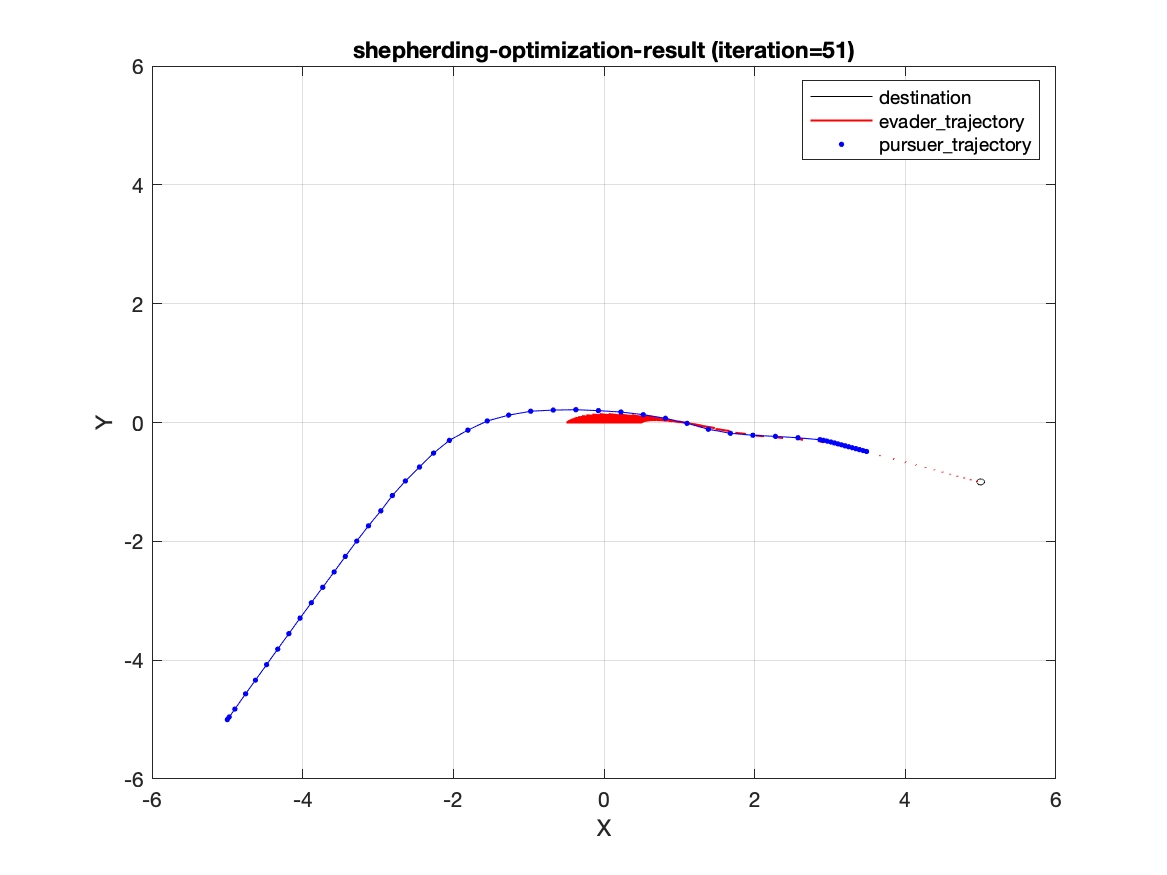 shepherding-optimization-result (iteration=51)
destination
evader_trajectory
pursuer_trajectory
6
4
2
0
-2
-4
-6
Y
-6 -4 -2 0 2 4 6
X